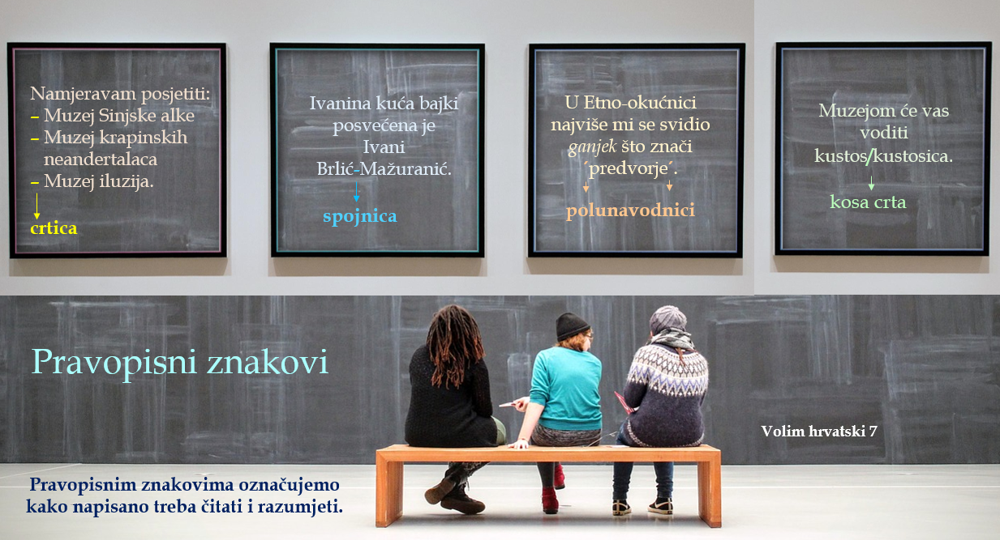 Namjeravam posjetiti:
– Muzej Sinjske alke
– Muzej krapinskih
neandertalaca
– Muzej iluzija.
crtica
Ivanina kuća bajki
posvećena je
Ivani
Brlić-Mažuranić.
spojnica
U Etno-okućnici
najviše mi se svidio
ganjek što znači
´predvorje´.
polunavodnici
Muzejom će vas
voditi
kustos/kustosica.
kosa crta
Pravopisni znakovi
Volim hrvatski 7
Pravopisnim znakovima označujemo
kako napisano treba čitati i razumjeti.